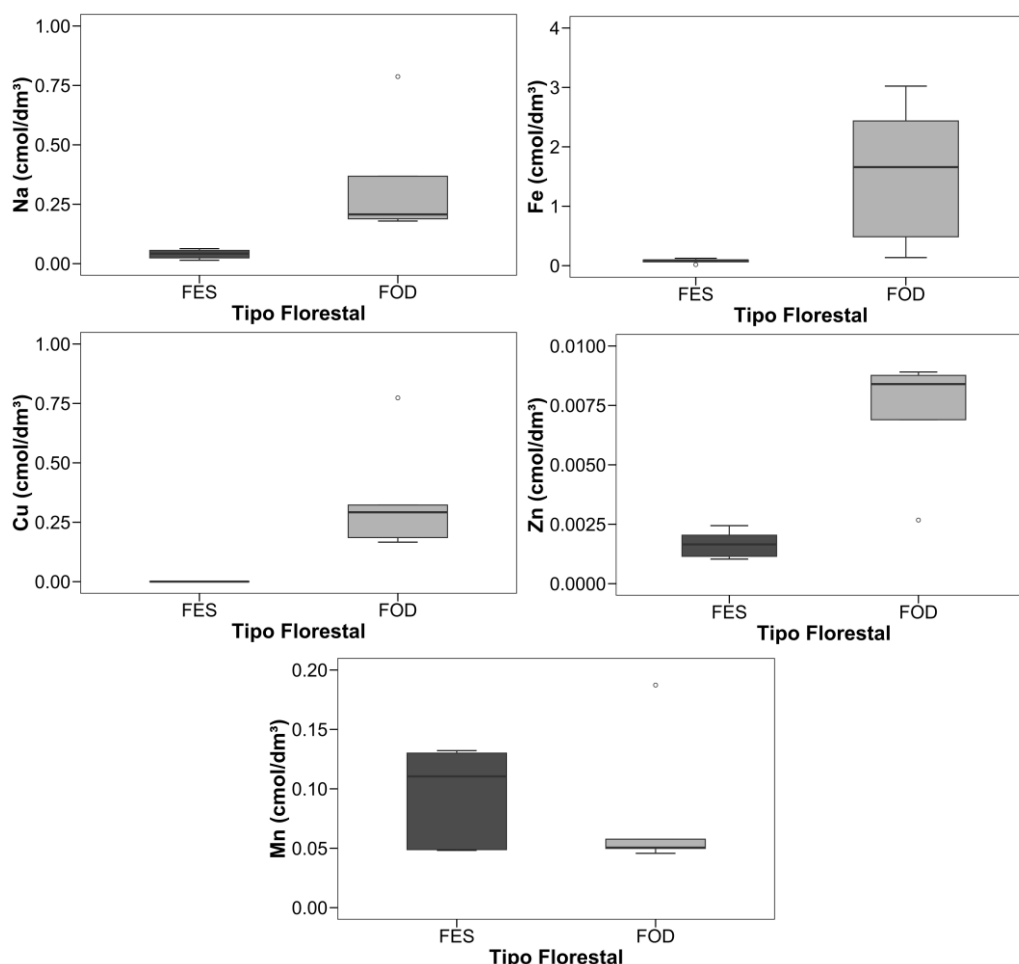 Na (cmol/dm³)
1.00
0.75
0.50
0.25
0.00
FES
FOD
Tipo Florestal
Fe (cmol/dm³)
4
3
2
1
0
FES
FOD
Tipo Florestal
Cu (cmol/dm³)
1.00
0.75
0.50
0.25
0.00
FES
FOD
Tipo Florestal
Zn (cmol/dm³)
0.0100
0.0075
0.0050
0.0025
0.0000
FES
FOD
Tipo Florestal
Mn (cmol/dm³)
0.20
0.15
0.10
0.05
0.00
FES
FOD
Tipo Florestal